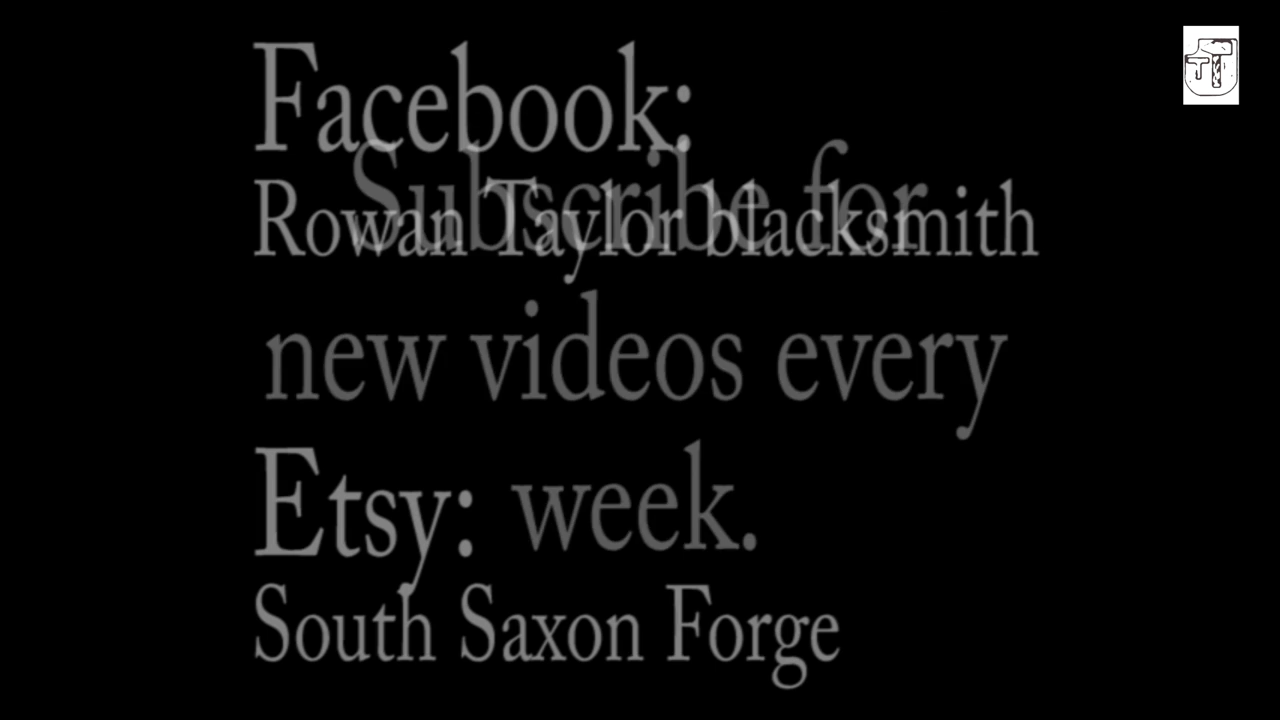 Facebook:
Rowan Taylor blacksmith
Subscribe for
new videos every
week.
Etsy:
South Saxon Forge